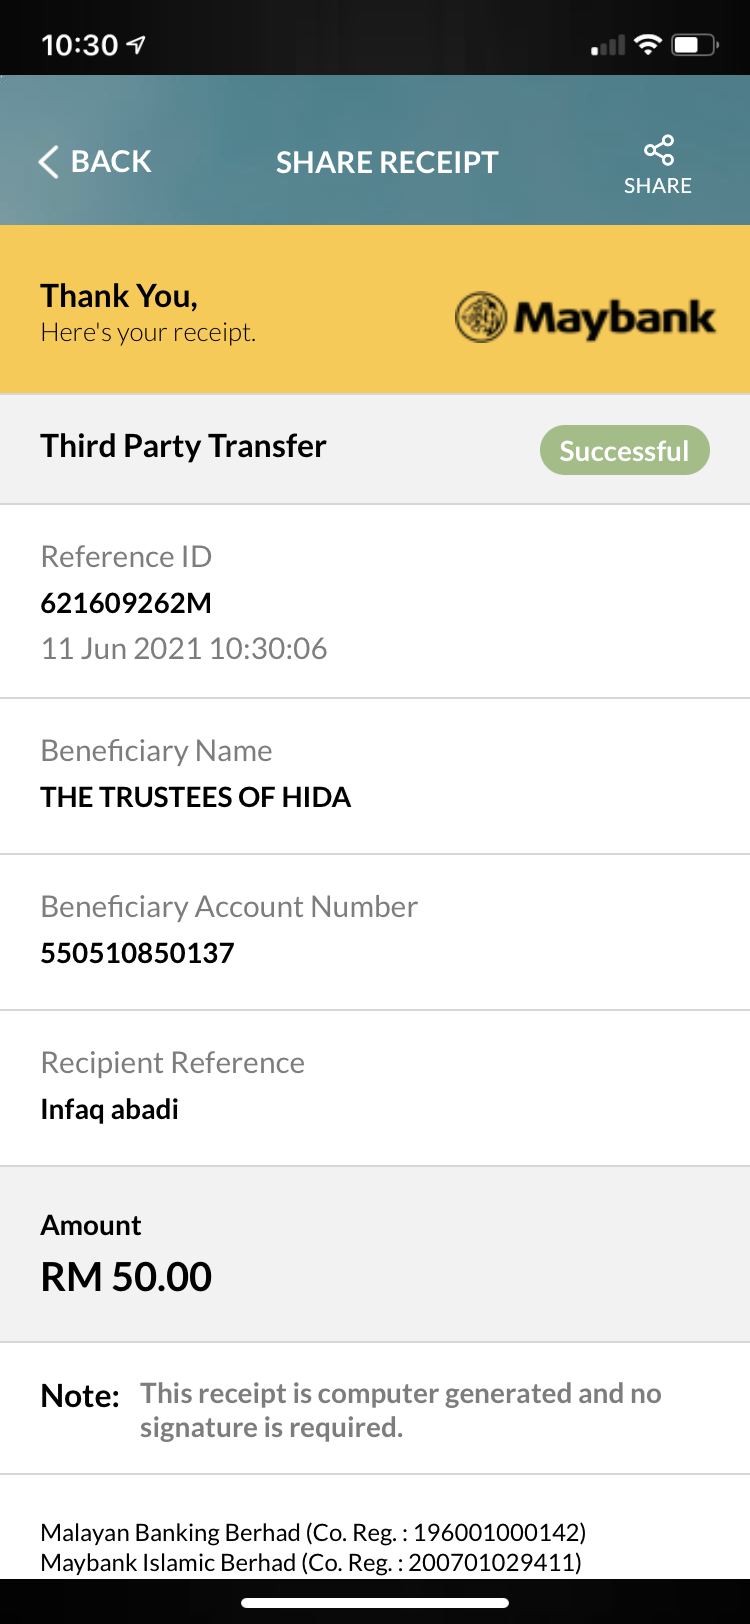 10:30
BACK
SHARE RECEIPT
SHARE
Thank You,
Here's your receipt.
Maybank
Third Party Transfer
Successful
Reference ID
621609262M
11 Jun 2021 10:30:06
Beneficiary Name
THE TRUSTEES OF HIDA
Beneficiary Account Number
550510850137
Recipient Reference
Infaq abadi
Amount
RM 50.00
Note: This receipt is computer generated and no
signature is required.
Malayan Banking Berhad (Co. Reg. : 196001000142)
Maybank Islamic Berhad (Co. Reg. : 200701029411)